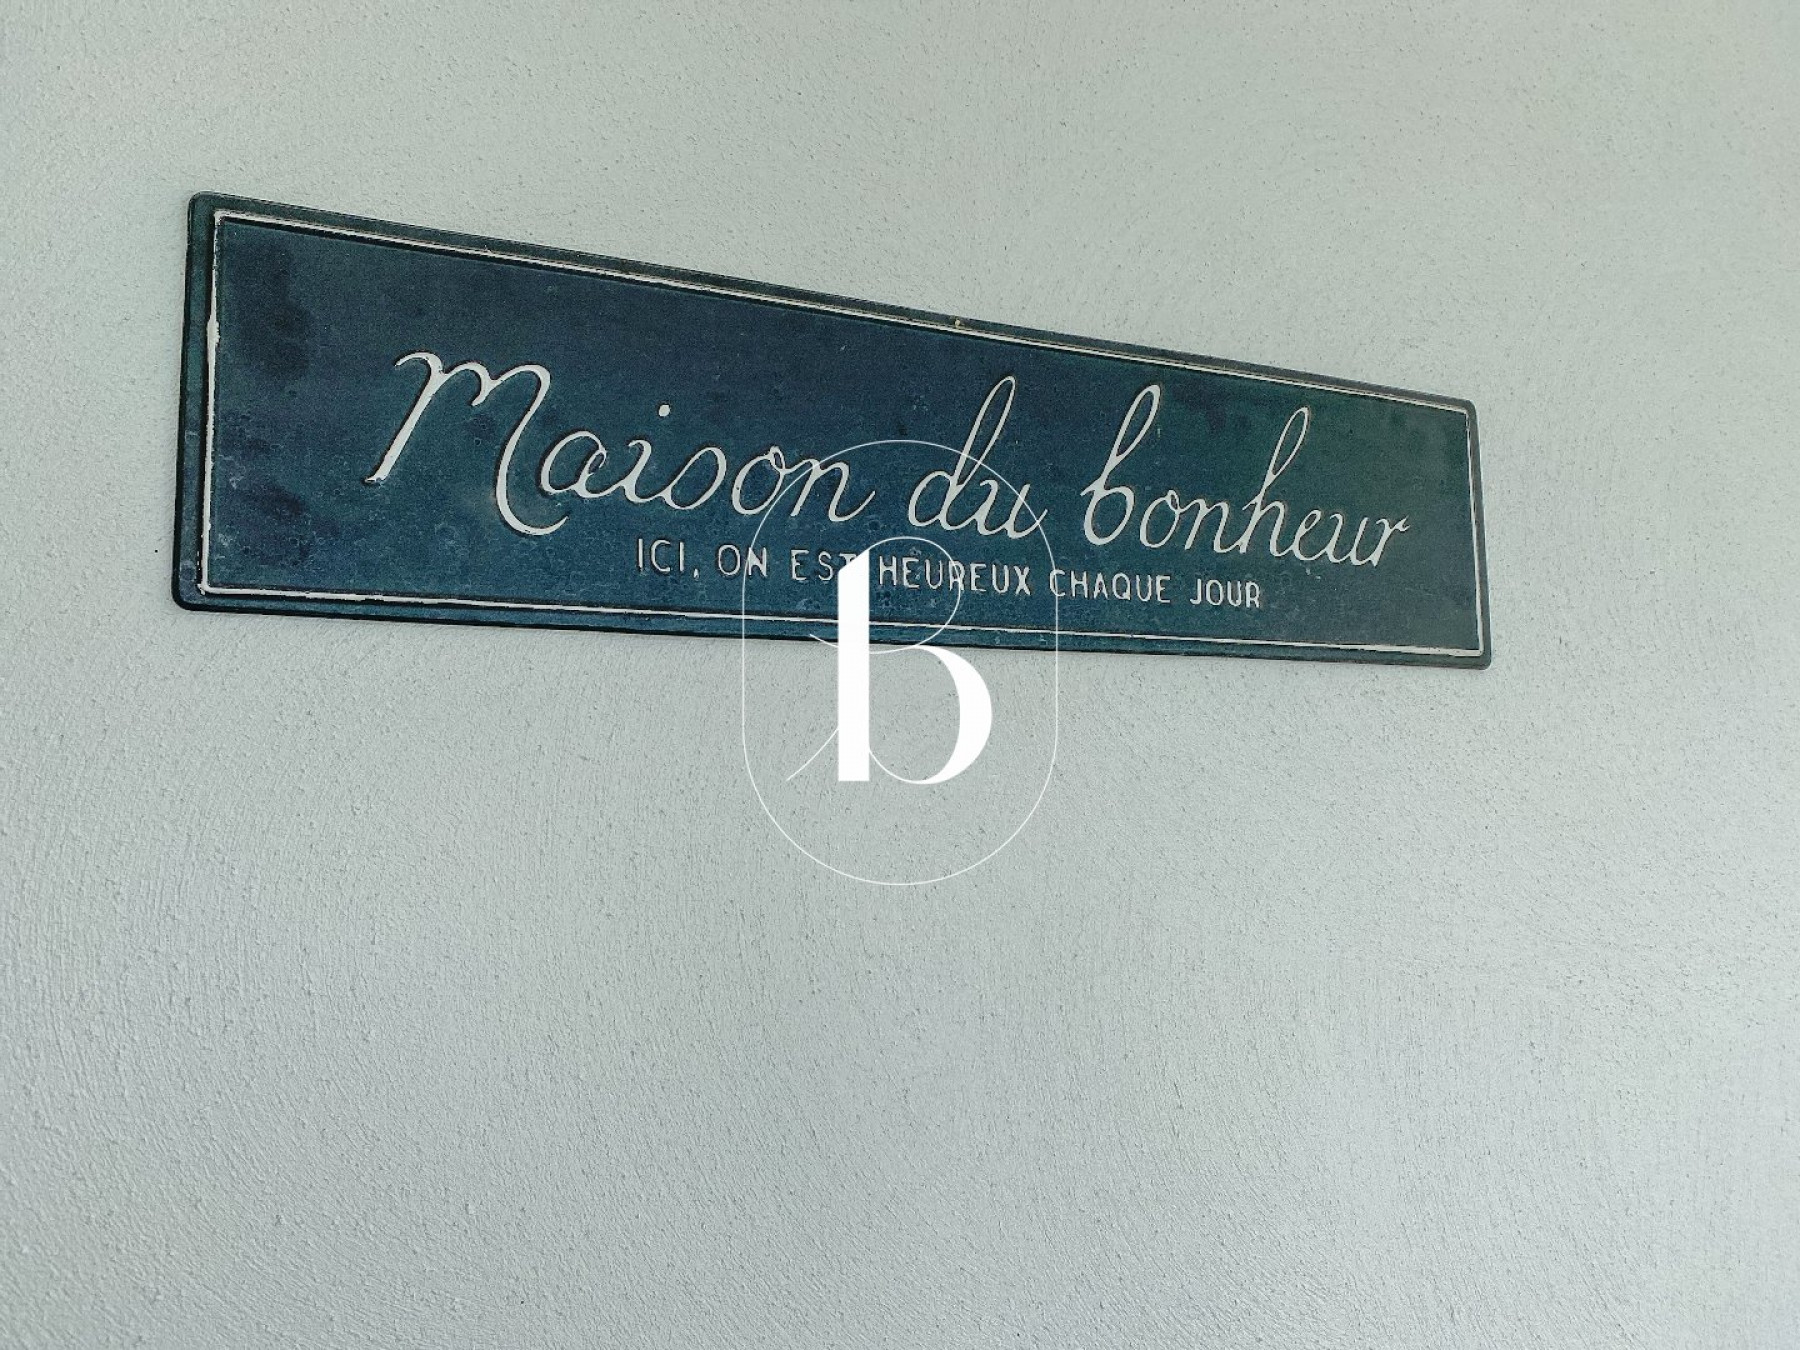 Maison du bonheur
ICI, ON EST HEUREUX CHAQUE JOUR
b